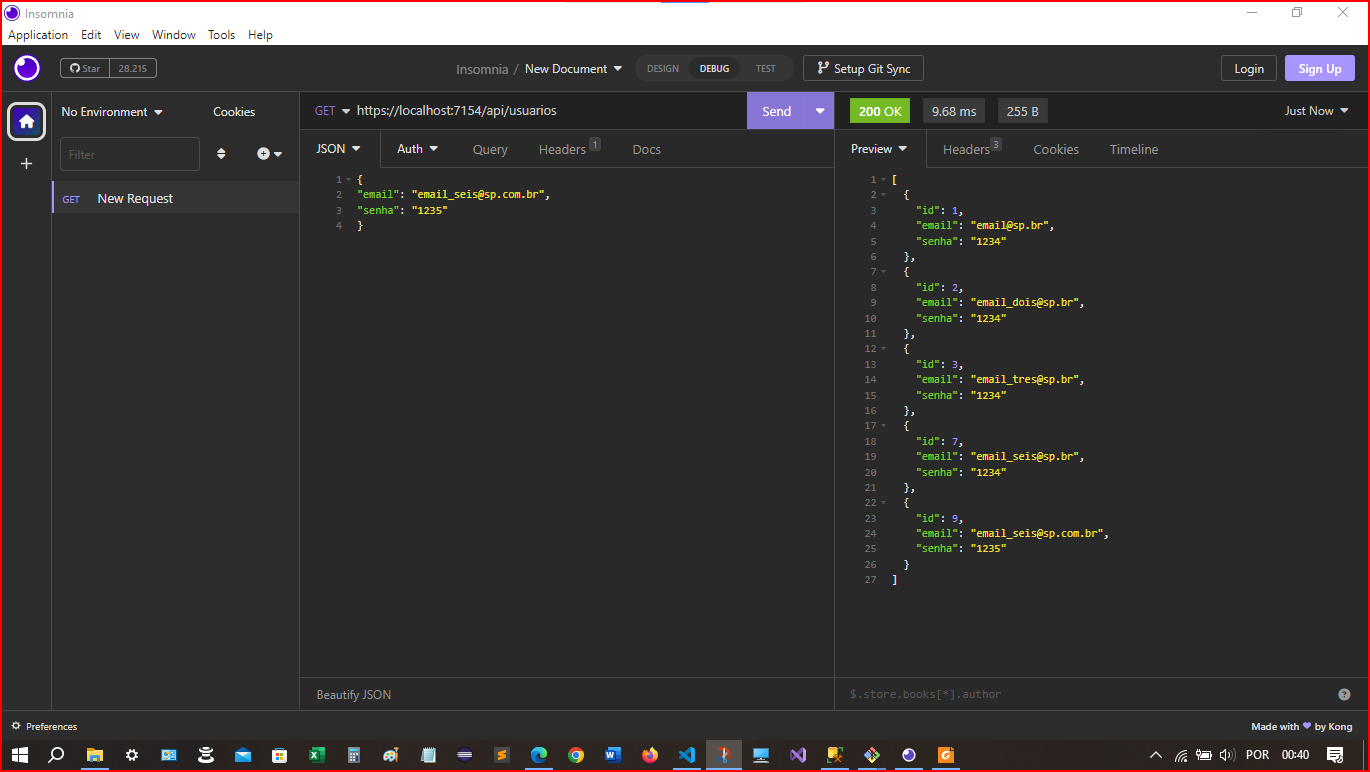 Insomnia
Application Edit View Window Tools Help
Star 28.215
Insomnia / New Document
DESIGN DEBUG TEST
Setup Git Sync
Login Sign Up
No Environment Cookies
GET https://localhost:7154/api/usuarios
Send
200 OK 9.68 ms 255 B
Just Now
Filter
JSON Auth Query Headers 1 Docs
Preview Headers 3 Cookies Timeline
GET New Request
1 {
2 "email": "email_seis@sp.com.br",
3 "senha": "1235"
4 }
1 [
2 {
3 "id": 1,
4 "email": "email@sp.br",
5 "senha": "1234"
6 },
7 {
8 "id": 2,
9 "email": "email_dois@sp.br",
10 "senha": "1234"
11 },
12 {
13 "id": 3,
14 "email": "email_tres@sp.br",
15 "senha": "1234"
16 },
17 {
18 "id": 7,
19 "email": "email_seis@sp.br",
20 "senha": "1234"
21 },
22 {
23 "id": 9,
24 "email": "email_seis@sp.com.br",
25 "senha": "1235"
26 }
27 ]
Beautify JSON
$.store.books[*].author
?
Preferences
Made with ❤ by Kong
POR 00:40